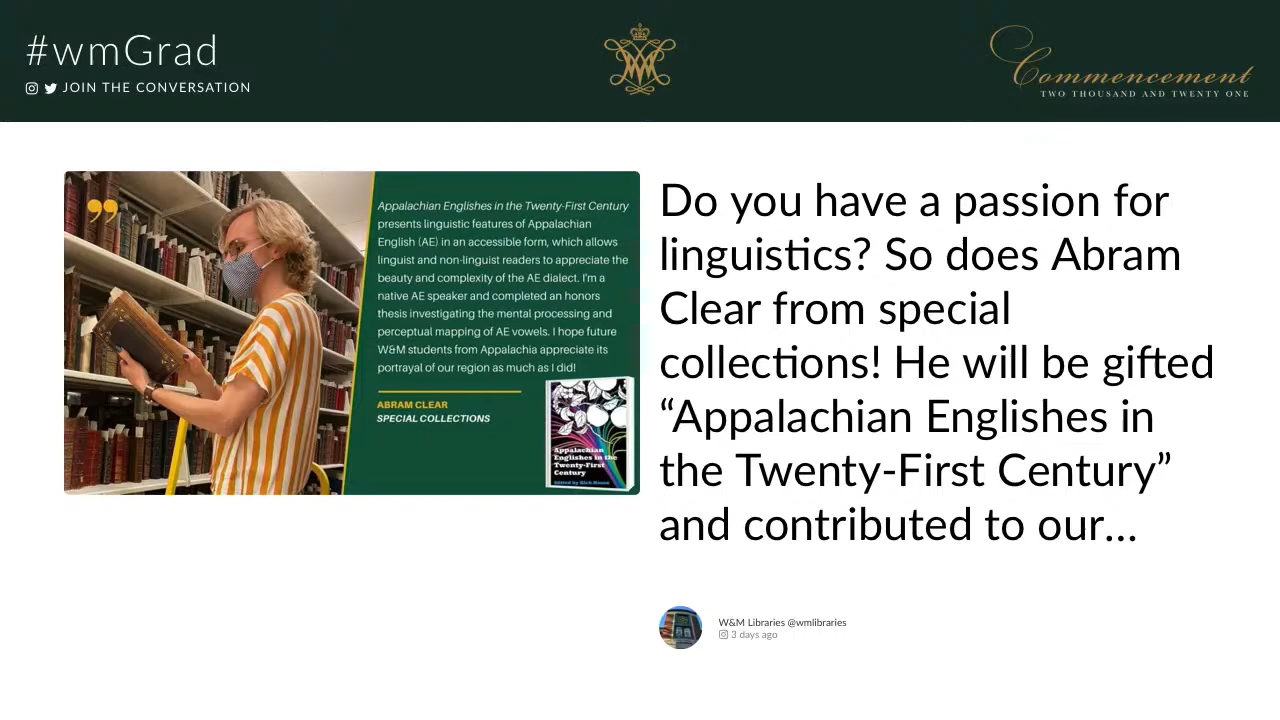 #wmGrad
JOIN THE CONVERSATION
Commencement
TWO THOUSAND AND TWENTY ONE
Appalachian Englishes in the Twenty-First Century
presents linguistic features of Appalachian
English (AE) in an accessible form, which allows
linguist and non-linguist readers to appreciate the
beauty and complexity of the AE dialect. I'm a
native AE speaker and completed an honors
thesis investigating the mental processing and
perceptual mapping of AE vowels. I hope future
W&M students from Appalachia appreciate its
portrayal of our region as much as I did!
ABRAM CLEAR
SPECIAL COLLECTIONS
Appalachian
Englishes in the
Twenty-First
Century
Do you have a passion for
linguistics? So does Abram
Clear from special
collections! He will be gifted
“Appalachian Englishes in
the Twenty-First Century”
and contributed to our...
W&M Libraries @wmlibraries
3 days ago